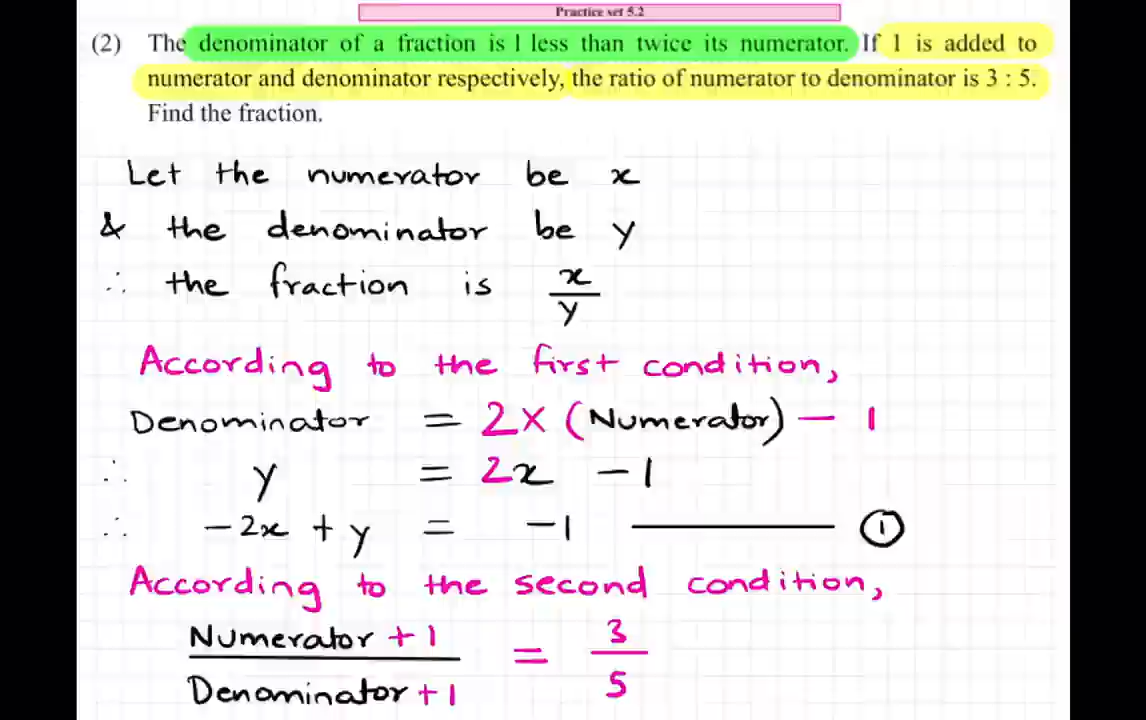 Practice set 5.2
(2) The denominator of a fraction is 1 less than twice its numerator. If 1 is added to
numerator and denominator respectively, the ratio of numerator to denominator is 3 : 5.
Find the fraction.
Let the numerator be x
& the denominator be y
∴ the fraction is x/y
According to the first condition,
Denominator = 2 × (Numerator) - 1
∴ y = 2x - 1
∴ -2x + y = -1 ——— ①
According to the second condition,
Numerator + 1 / Denominator + 1 = 3/5